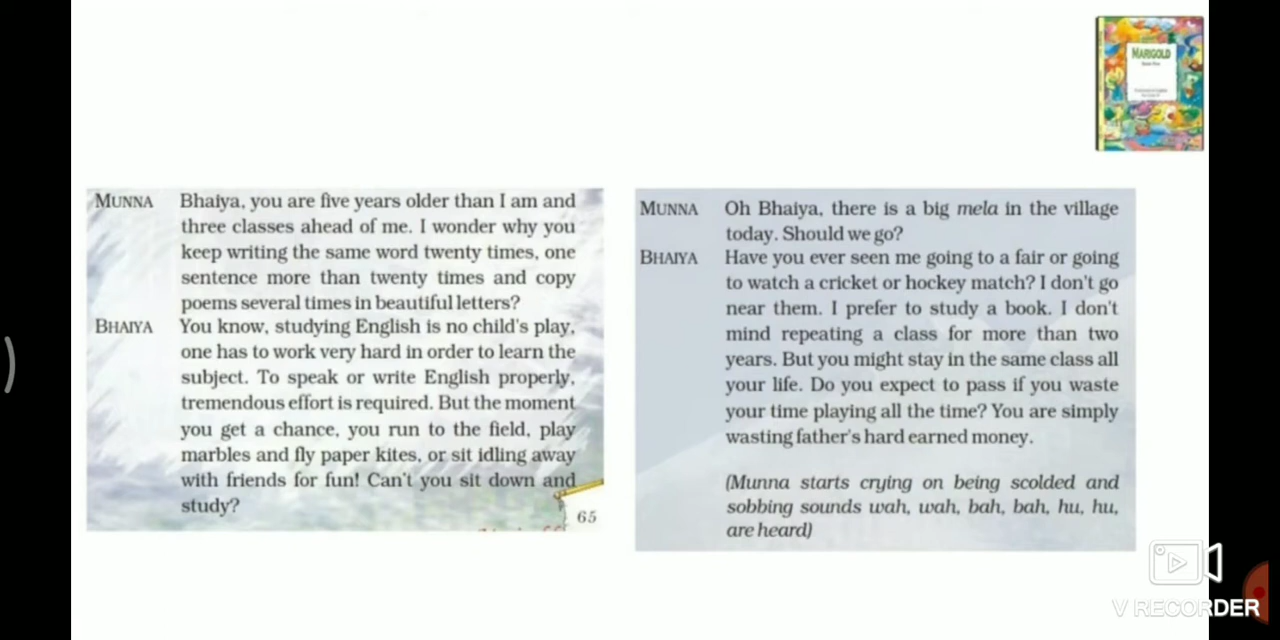 MARIGOLD
MUNNA Bhaiya, you are five years older than I am and
three classes ahead of me. I wonder why you
keep writing the same word twenty times, one
sentence more than twenty times and copy
poems several times in beautiful letters?
BHAIYA You know, studying English is no child's play,
one has to work very hard in order to learn the
subject. To speak or write English properly,
tremendous effort is required. But the moment
you get a chance, you run to the field, play
marbles and fly paper kites, or sit idling away
with friends for fun! Can't you sit down and
study?
65
MUNNA Oh Bhaiya, there is a big mela in the village
today. Should we go?
BHAIYA Have you ever seen me going to a fair or going
to watch a cricket or hockey match? I don't go
near them. I prefer to study a book. I don't
mind repeating a class for more than two
years. But you might stay in the same class all
your life. Do you expect to pass if you waste
your time playing all the time? You are simply
wasting father's hard earned money.
(Munna starts crying on being scolded and
sobbing sounds wah, wah, bah, bah, hu, hu,
are heard)
V RECORDER